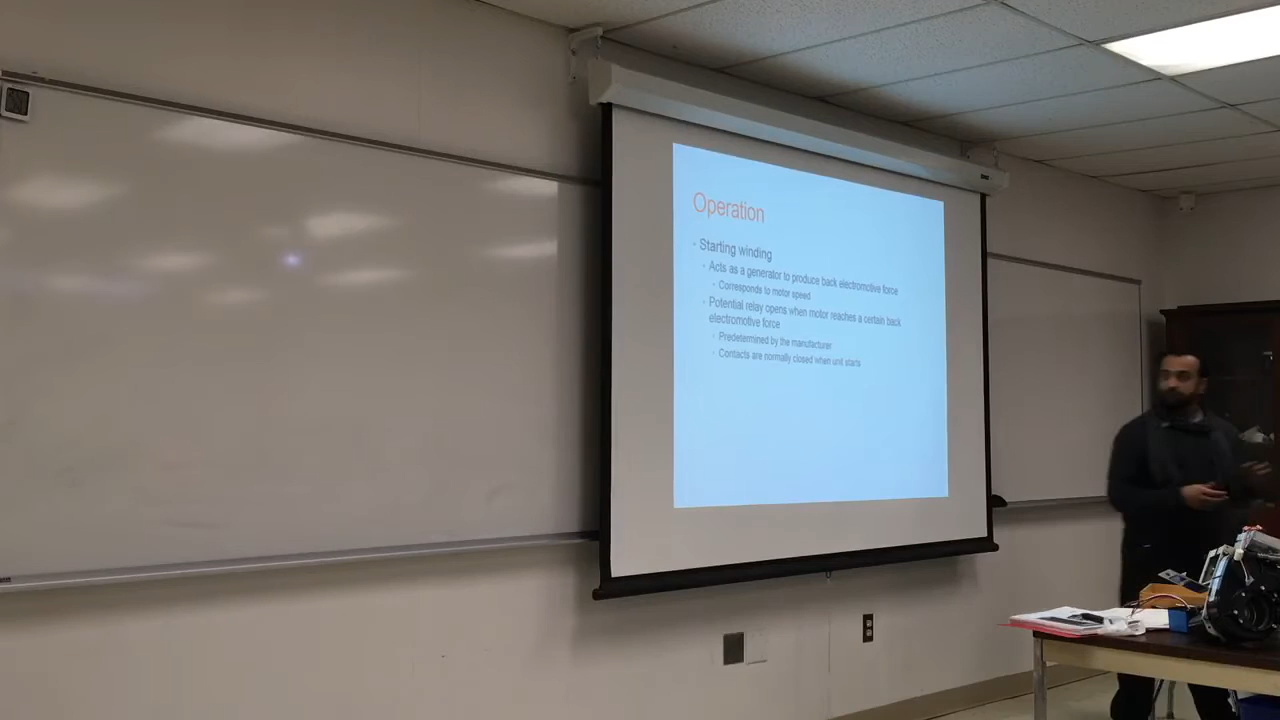 Operation
Starting winding
Acts as a generator to produce back electromotive force
Corresponds to motor speed
Potential relay opens when motor reaches a certain back
electromotive force
Predetermined by the manufacturer
Contacts are normally closed when unit starts